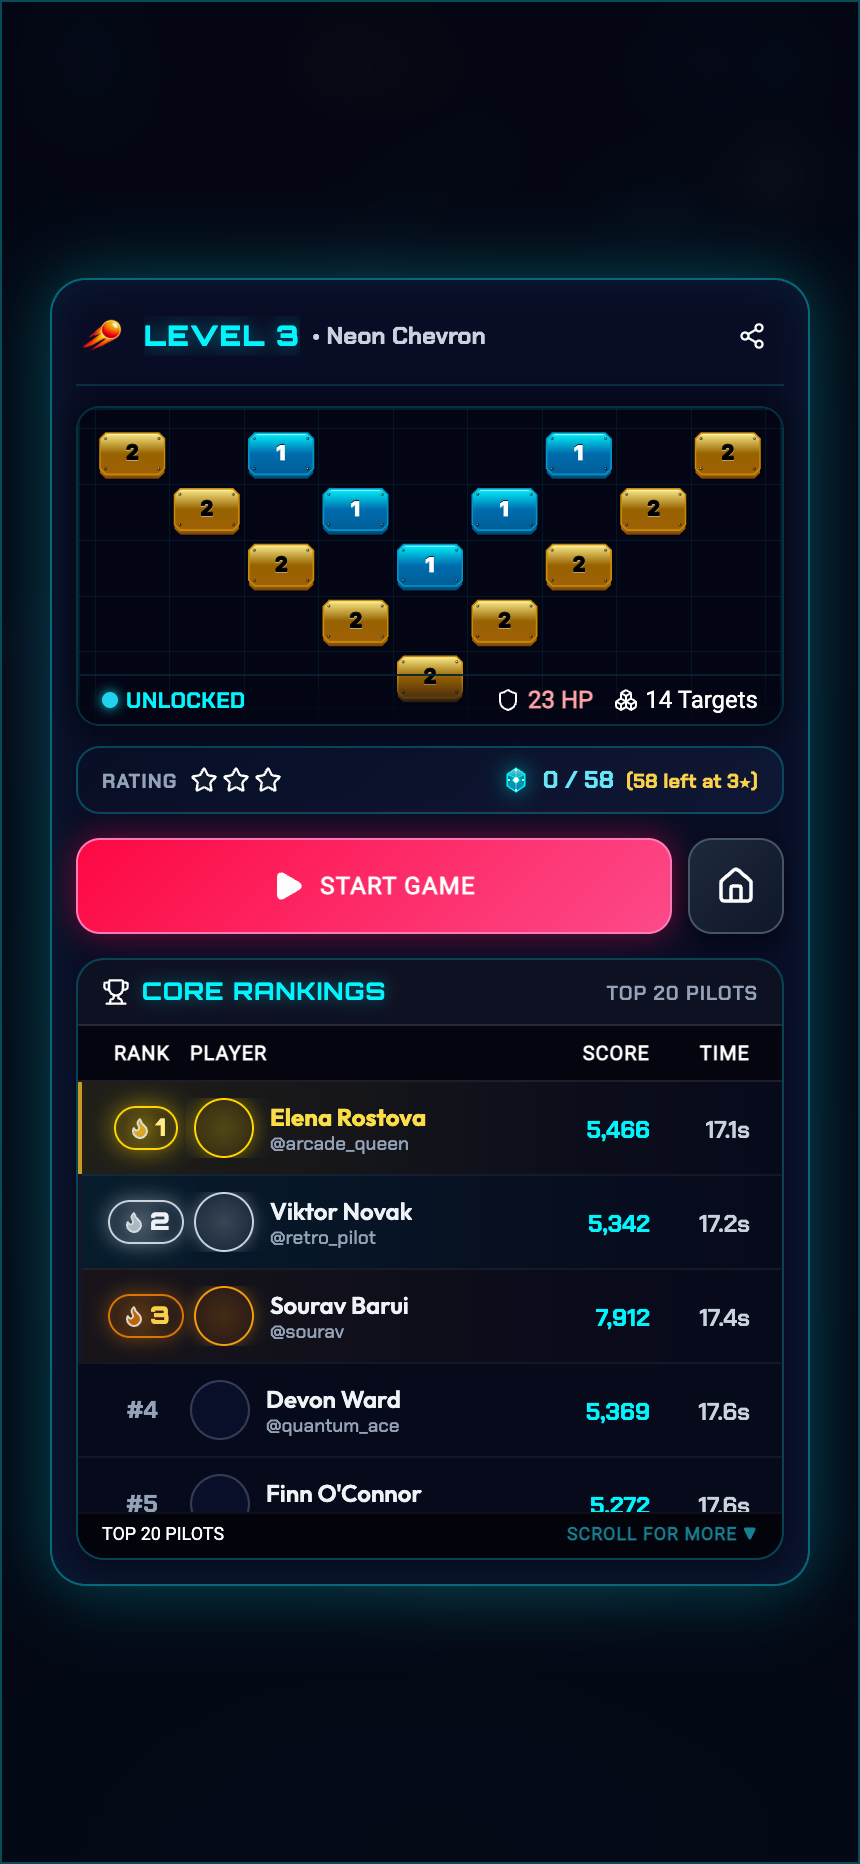 LEVEL 3 • Neon Chevron
2 1 1 2
2 1 1 2
2 1 2
2 2
2
UNLOCKED 23 HP 14 Targets
RATING 0 / 58 (58 left at 3★)
START GAME
CORE RANKINGS TOP 20 PILOTS
RANK PLAYER SCORE TIME
1 Elena Rostova 5,466 17.1s
@arcade_queen
2 Viktor Novak 5,342 17.2s
@retro_pilot
3 Sourav Barui 7,912 17.4s
@sourav
#4 Devon Ward 5,369 17.6s
@quantum_ace
#5 Finn O'Connor 5,272 17.6s
TOP 20 PILOTS SCROLL FOR MORE ▼